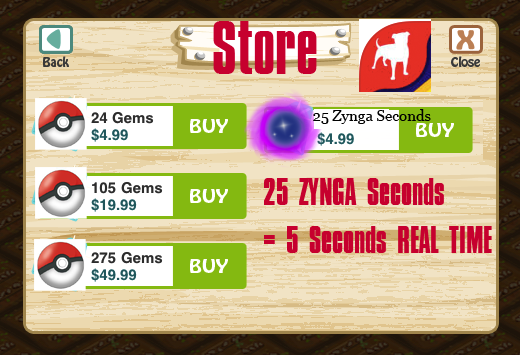 Store
Back
Close
24 Gems
$4.99
BUY
25 Zynga Seconds
$4.99
BUY
105 Gems
$19.99
BUY
25 ZYNGA Seconds
= 5 Seconds REAL TIME
275 Gems
$49.99
BUY